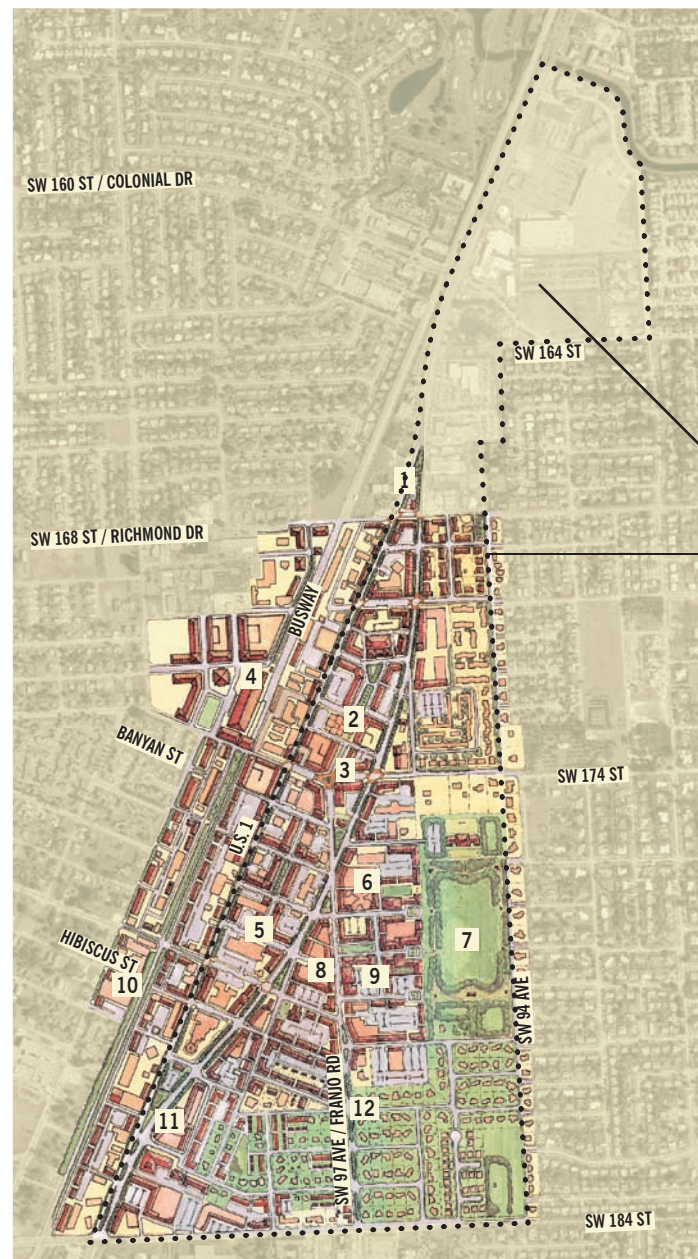 SW 160 ST / COLONIAL DR
SW 164 ST
1
SW 168 ST / RICHMOND DR
BUSWAY
4
2
BANYAN ST
3
SW 174 ST
U.S. 1
6
5
7
HIBISCUS ST
8
9
10
SW 94 AVE
SW 97 AVE / FRANJO RD
12
11
SW 184 ST